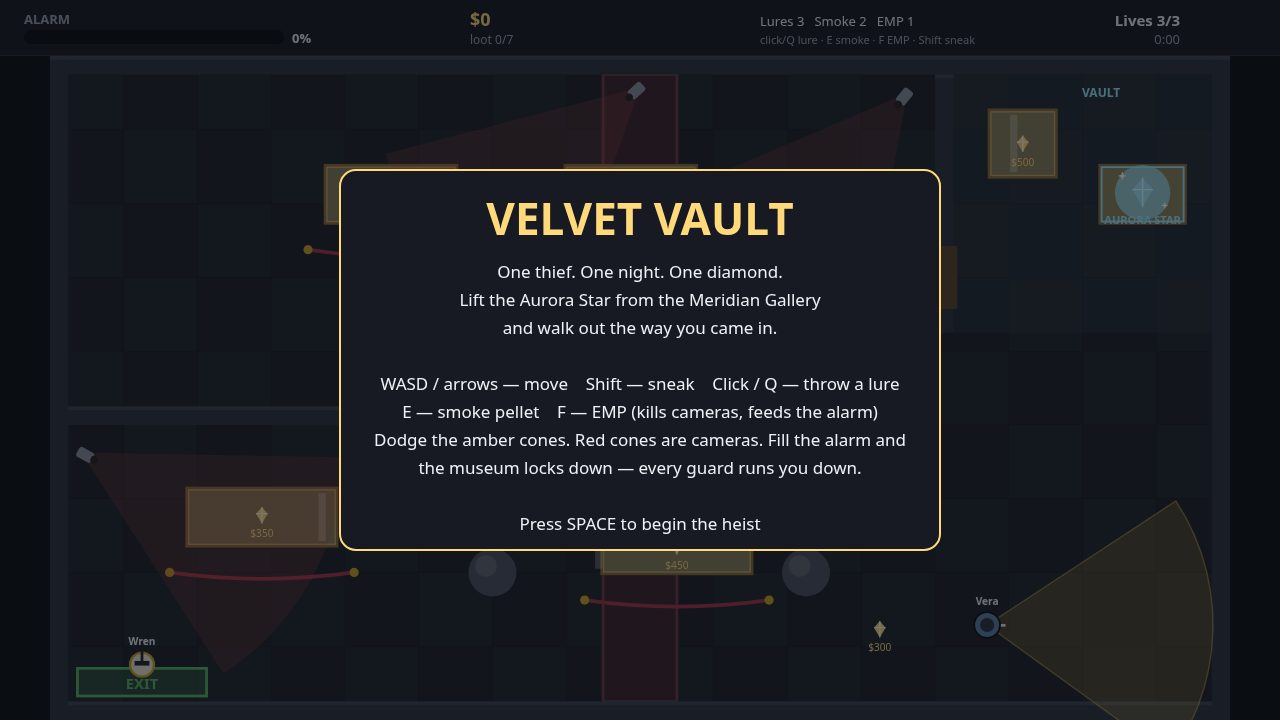 ALARM
0%
$0
loot 0/7
Lures 3 Smoke 2 EMP 1
click/Q lure · E smoke · F EMP · Shift sneak
Lives 3/3
0:00
VAULT
$500
AURORA STAR
VELVET VAULT
One thief. One night. One diamond.
Lift the Aurora Star from the Meridian Gallery
and walk out the way you came in.
WASD / arrows — move Shift — sneak Click / Q — throw a lure
E — smoke pellet F — EMP (kills cameras, feeds the alarm)
Dodge the amber cones. Red cones are cameras. Fill the alarm and
the museum locks down — every guard runs you down.
Press SPACE to begin the heist
$350
$450
Vera
Wren
$300
EXIT